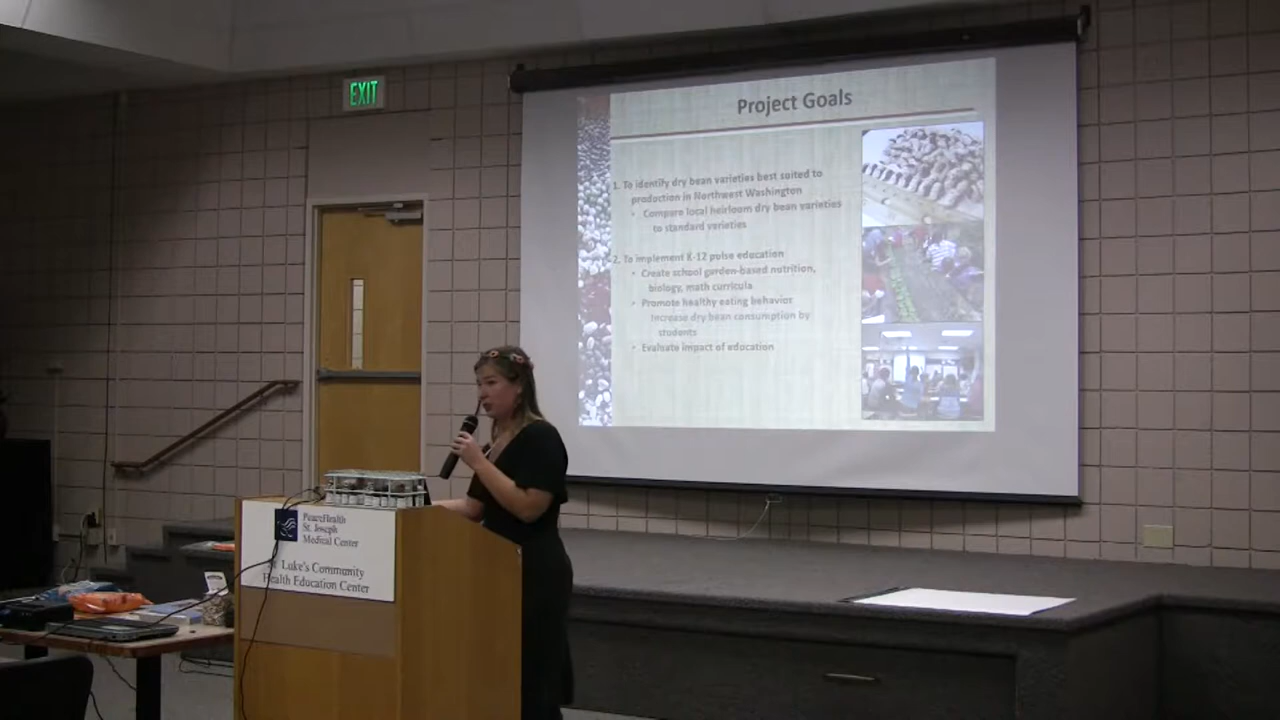 EXIT
Project Goals
1. To identify dry bean varieties best suited to
production in Northwest Washington
• Compare local heirloom dry bean varieties
to standard varieties
2. To implement K-12 pulse education
• Create school garden-based nutrition,
biology, math curricula
• Promote healthy eating behavior
Increase dry bean consumption by
students
• Evaluate impact of education
PeaceHealth
St. Joseph
Medical Center
St Luke's Community
Health Education Center